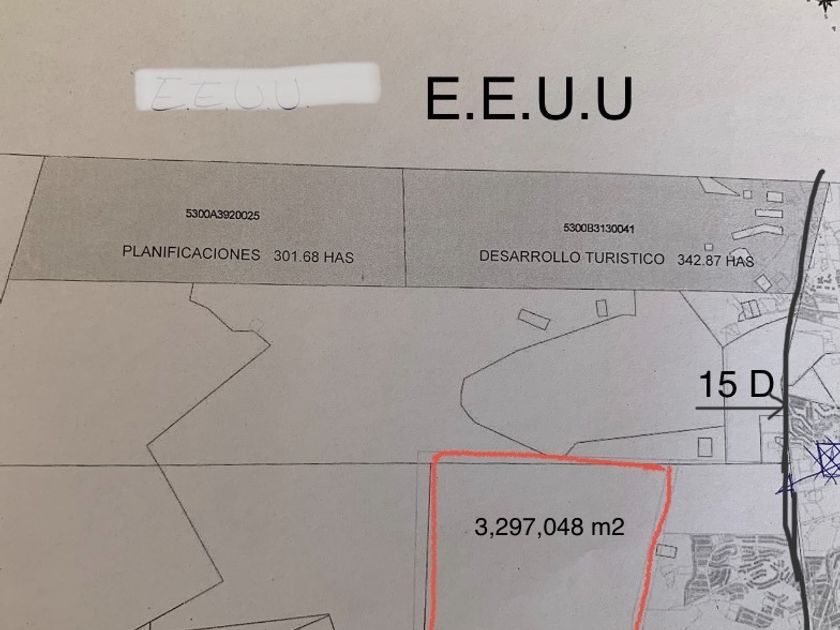 E.E.U.U
E.E.U.U
5300A3920025
PLANIFICACIONES 301.68 HAS
5300B3130041
DESARROLLO TURISTICO 342.87 HAS
15 D
3,297,048 m2